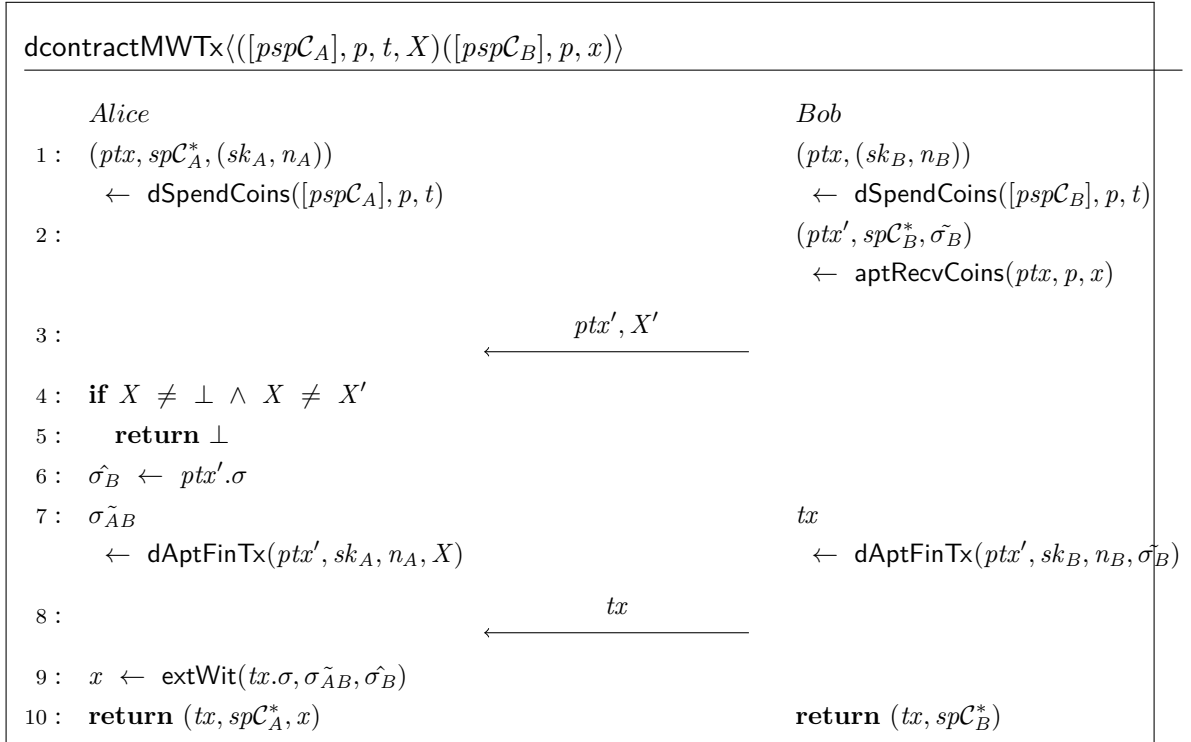 dcontractMWTx⟨([pspC_A], p, t, X)([pspC_B], p, x)⟩
Alice Bob
1 : (ptx, spC*_A, (sk_A, n_A)) (ptx, (sk_B, n_B))
← dSpendCoins([pspC_A], p, t) ← dSpendCoins([pspC_B], p, t)
2 : (ptx′, spC*_B, σ̃_B)
← aptRecvCoins(ptx, p, x)
3 : ptx′, X′
4 : if X ≠ ⊥ ∧ X ≠ X′
5 : return ⊥
6 : σ̂_B ← ptx′.σ
7 : σ̃_AB tx
← dAptFinTx(ptx′, sk_A, n_A, X) ← dAptFinTx(ptx′, sk_B, n_B, σ̃_B)
8 : tx
9 : x ← extWit(tx.σ, σ̃_AB, σ̂_B)
10 : return (tx, spC*_A, x) return (tx, spC*_B)